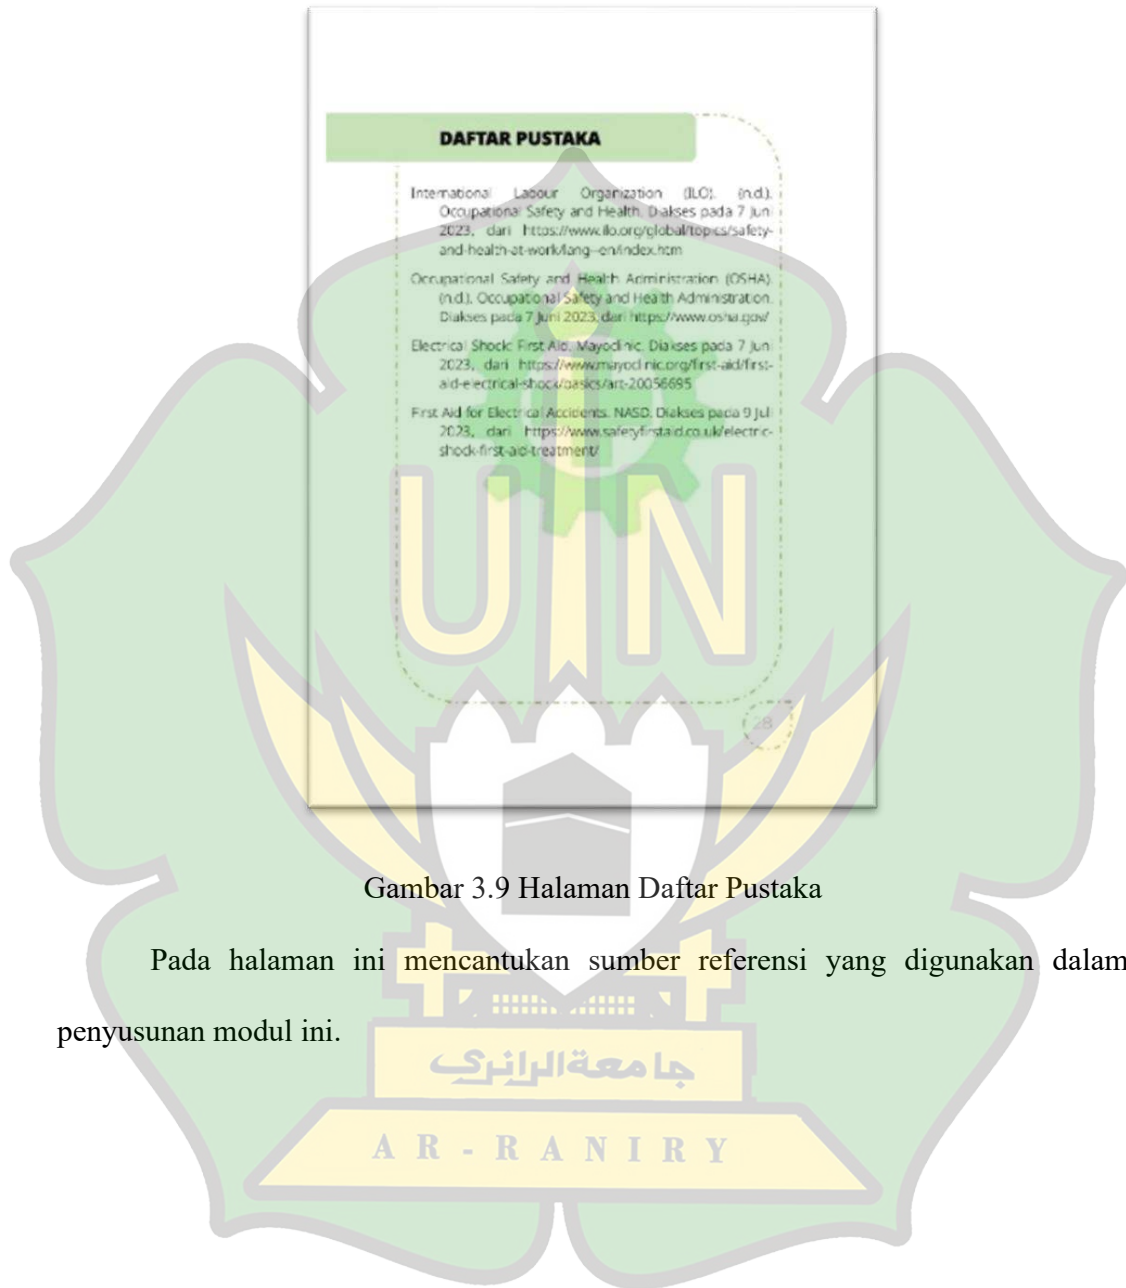 DAFTAR PUSTAKA
International Labour Organization (ILO). (n.d.).
Occupational Safety and Health. Diakses pada 7 Juni
2023, dari https://www.ilo.org/global/topics/safety-
and-health-at-work/lang--en/index.htm
Occupational Safety and Health Administration (OSHA).
(n.d.). Occupational Safety and Health Administration.
Diakses pada 7 Juni 2023, dari https://www.osha.gov/
Electrical Shock: First Aid. Mayoclinic. Diakses pada 7 Juni
2023, dari https://www.mayoclinic.org/first-aid/first-
aid-electrical-shock/basics/art-20056695
First Aid for Electrical Accidents. NASD. Diakses pada 9 Juli
2023, dari https://www.safetyfirstaid.co.uk/electric-
shock-first-aid-treatment/
UIN
28
Gambar 3.9 Halaman Daftar Pustaka
Pada halaman ini mencantukan sumber referensi yang digunakan dalam
penyusunan modul ini.
جامعة الرانري
AR-RANIRY